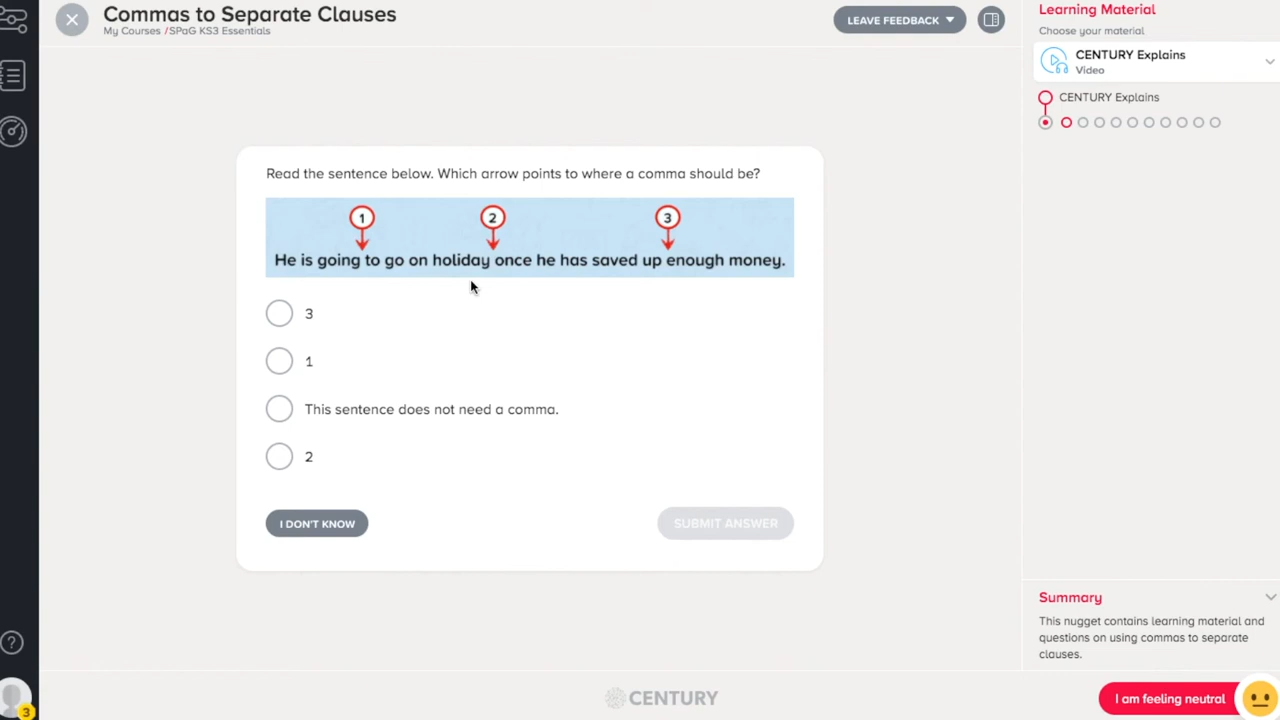 Commas to Separate Clauses
My Courses /SPaG KS3 Essentials
LEAVE FEEDBACK
Learning Material
Choose your material
CENTURY Explains
Video
CENTURY Explains
Read the sentence below. Which arrow points to where a comma should be?
1 2 3
He is going to go on holiday once he has saved up enough money.
3
1
This sentence does not need a comma.
2
I DON'T KNOW
SUBMIT ANSWER
Summary
This nugget contains learning material and
questions on using commas to separate
clauses.
?
3
CENTURY
I am feeling neutral